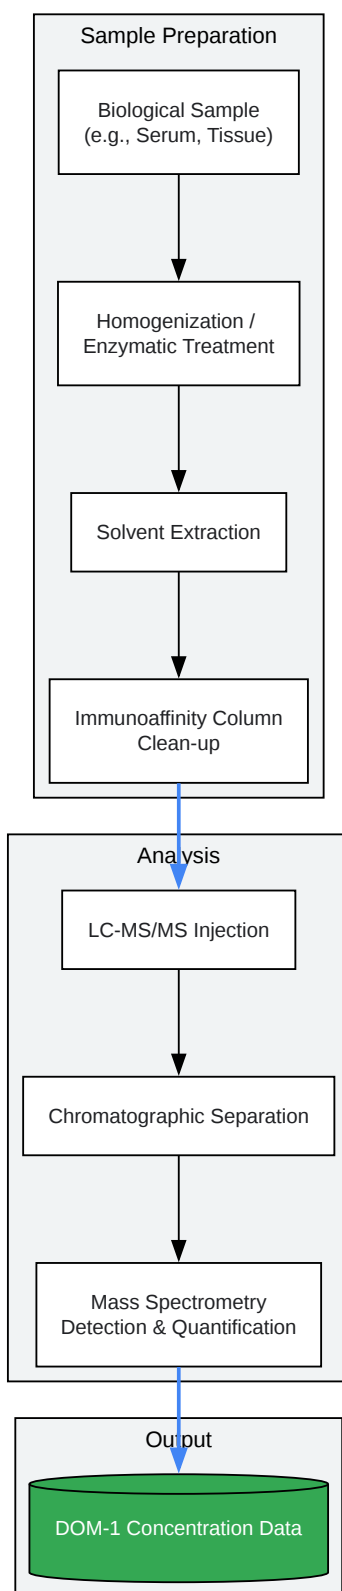 Sample Preparation
Biological Sample
(e.g., Serum, Tissue)
Homogenization /
Enzymatic Treatment
Solvent Extraction
Immunoaffinity Column
Clean-up
Analysis
LC-MS/MS Injection
Chromatographic Separation
Mass Spectrometry
Detection & Quantification
Output
DOM-1 Concentration Data